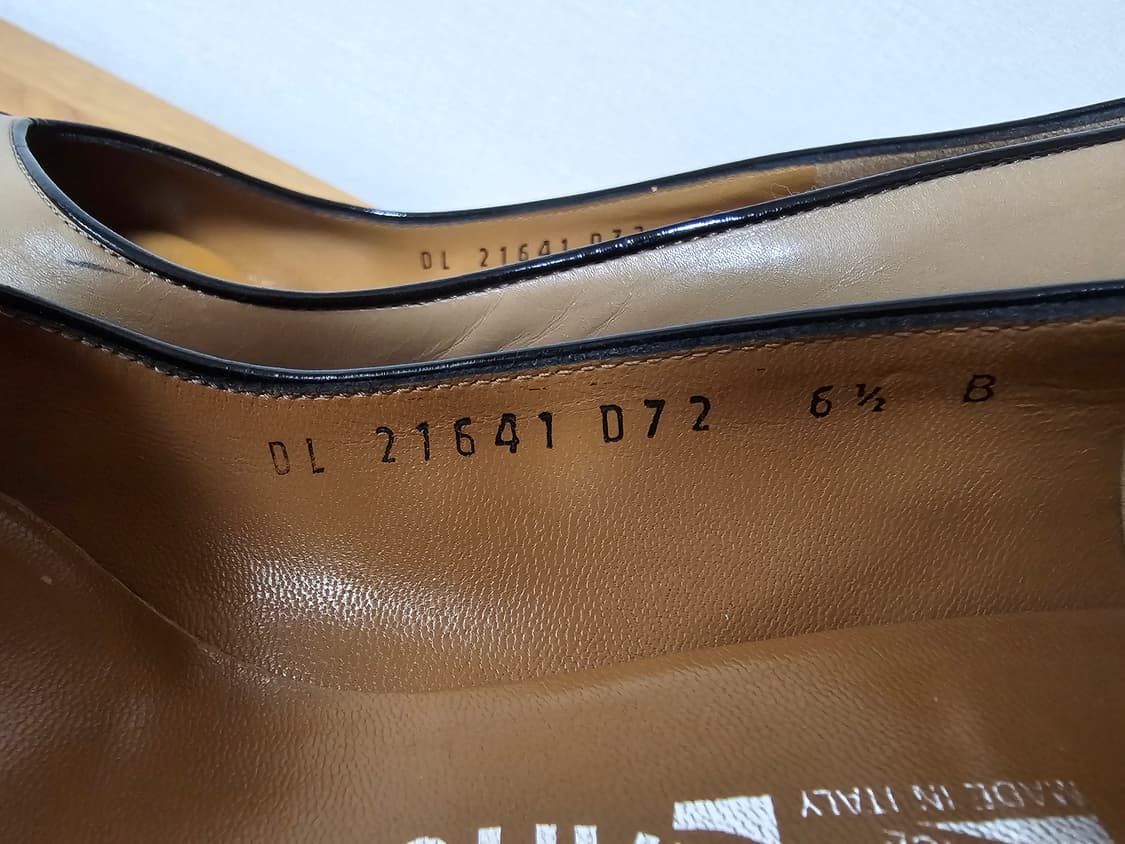 DL 21641 D72
DL 21641 D72 6½ B
MADE IN ITALY